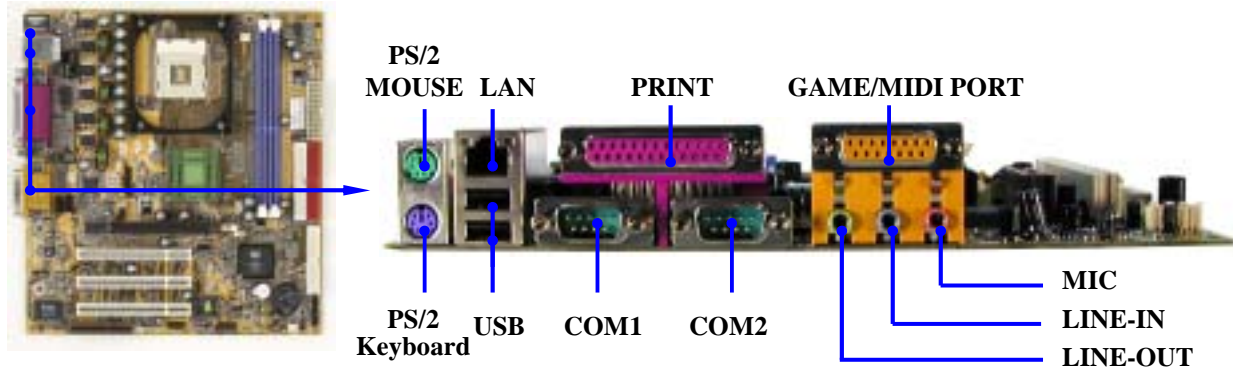 PS/2
MOUSE
LAN
PRINT
GAME/MIDI PORT
PS/2
Keyboard
USB
COM1
COM2
MIC
LINE-IN
LINE-OUT